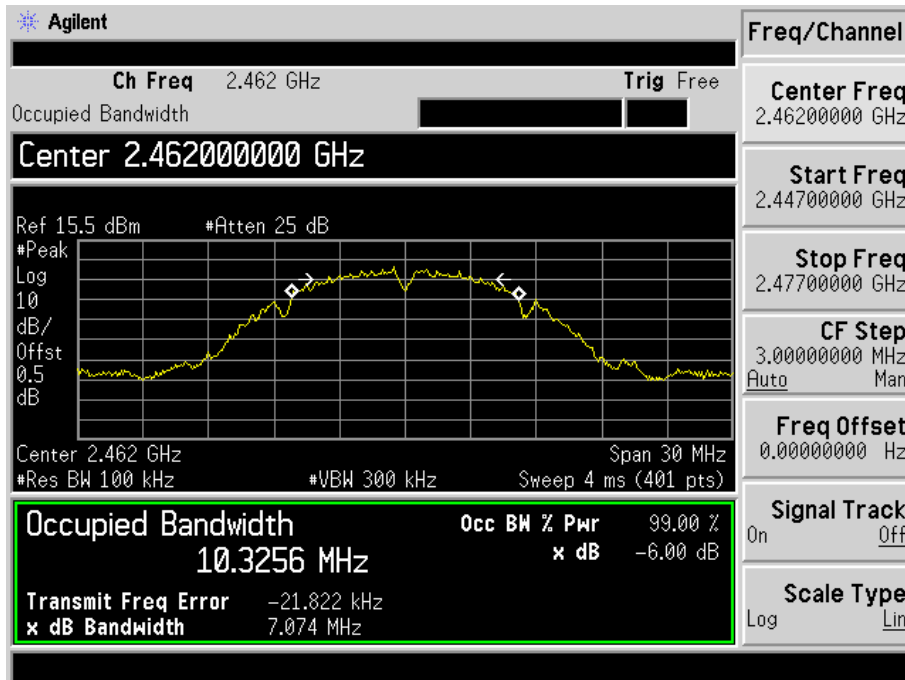 Agilent
Ch Freq 2.462 GHz Trig Free
Occupied Bandwidth
Center 2.462000000 GHz
Ref 15.5 dBm #Atten 25 dB
#Peak
Log
10
dB/
Offst
0.5
dB
Center 2.462 GHz Span 30 MHz
#Res BW 100 kHz #VBW 300 kHz Sweep 4 ms (401 pts)
Occupied Bandwidth Occ BW % Pwr 99.00 %
10.3256 MHz x dB -6.00 dB
Transmit Freq Error -21.822 kHz
x dB Bandwidth 7.074 MHz
Freq/Channel
Center Freq
2.46200000 GHz
Start Freq
2.44700000 GHz
Stop Freq
2.47700000 GHz
CF Step
3.00000000 MHz
Auto Man
Freq Offset
0.00000000 Hz
Signal Track
On Off
Scale Type
Log Lin